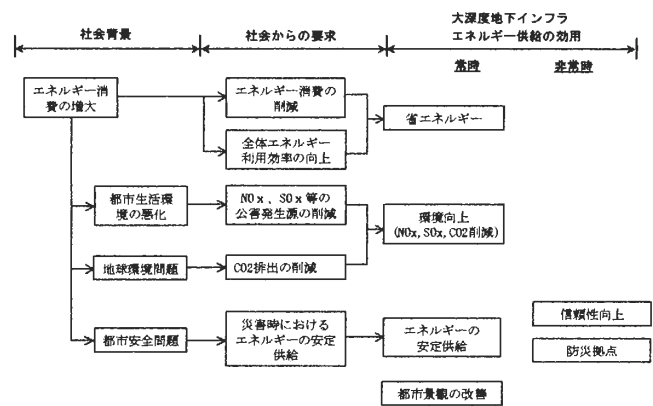 社会背景
社会からの要求
大深度地下インフラ
エネルギー供給の効用
常時
非常時
エネルギー消
費の増大
エネルギー消費の
削減
全体エネルギー
利用効率の向上
省エネルギー
都市生活環
境の悪化
NOx、SOx等の
公害発生源の削減
環境向上
(NOx,SOx,CO2削減)
地球環境問題
CO2排出の削減
都市安全問題
災害時における
エネルギーの安定
供給
エネルギーの
安定供給
信頼性向上
防災拠点
都市景観の改善